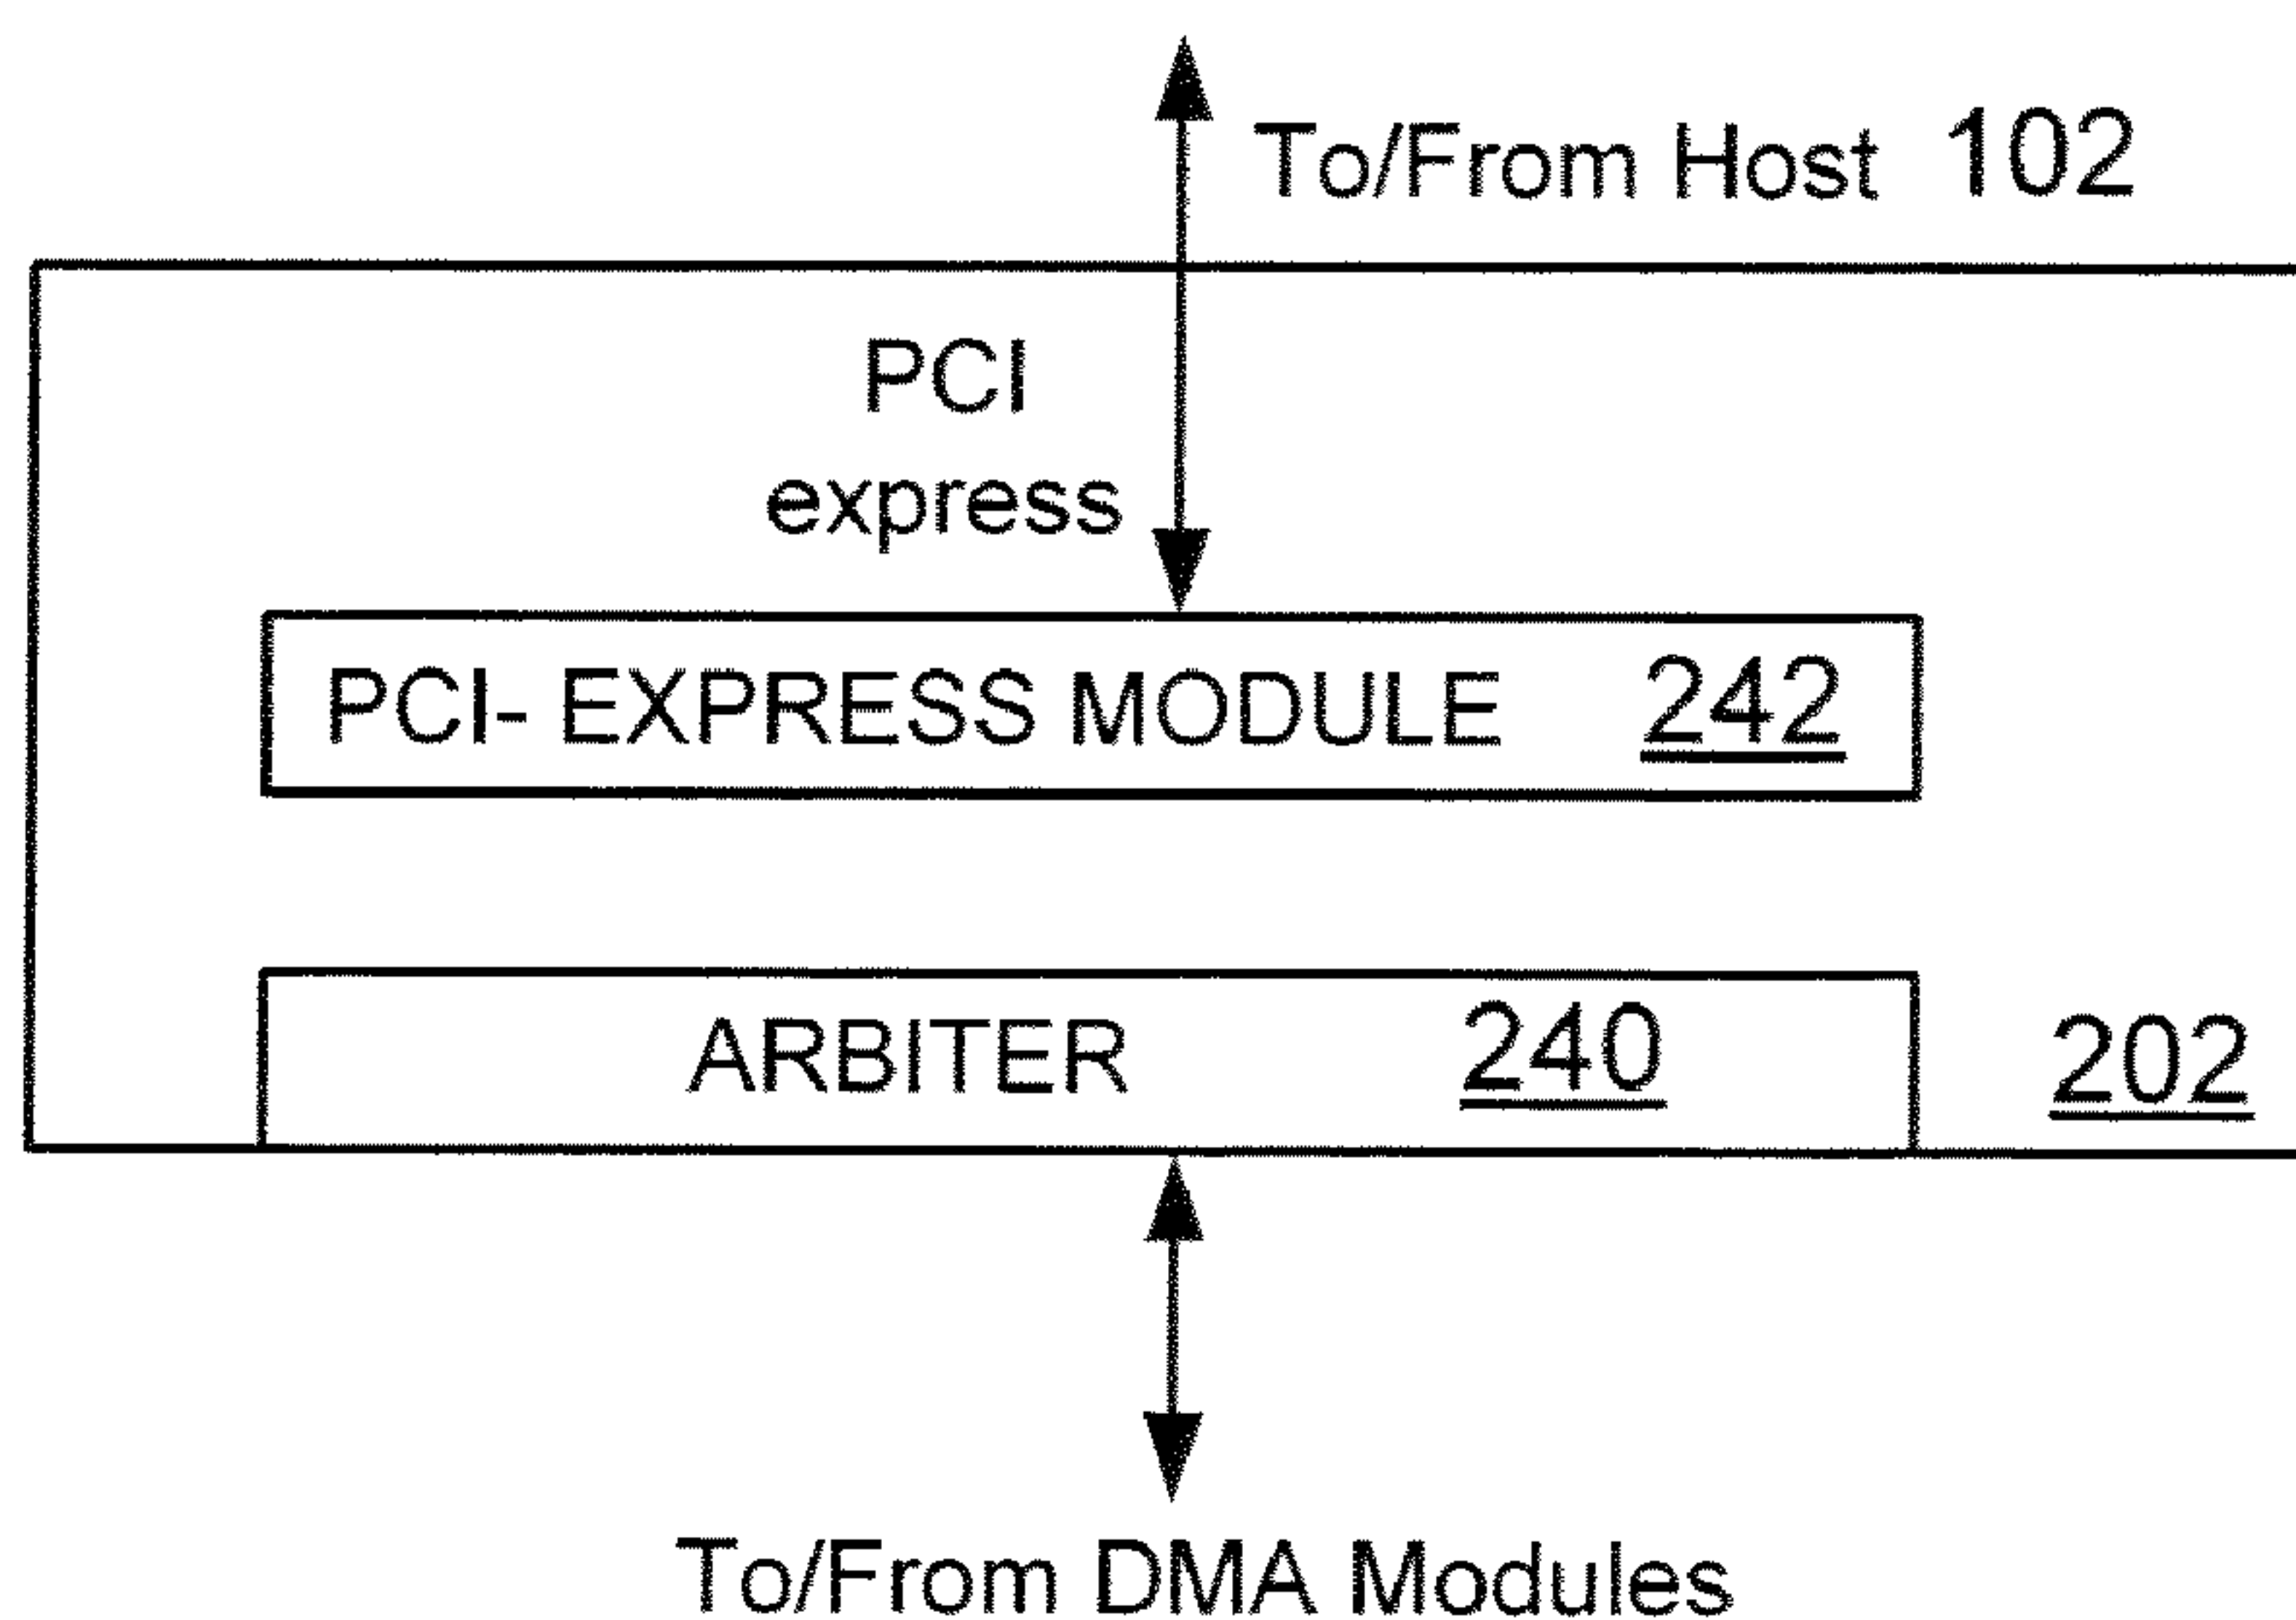 To/From Host 102
PCI
express
PCI- EXPRESS MODULE 242
ARBITER 240
202
To/From DMA Modules